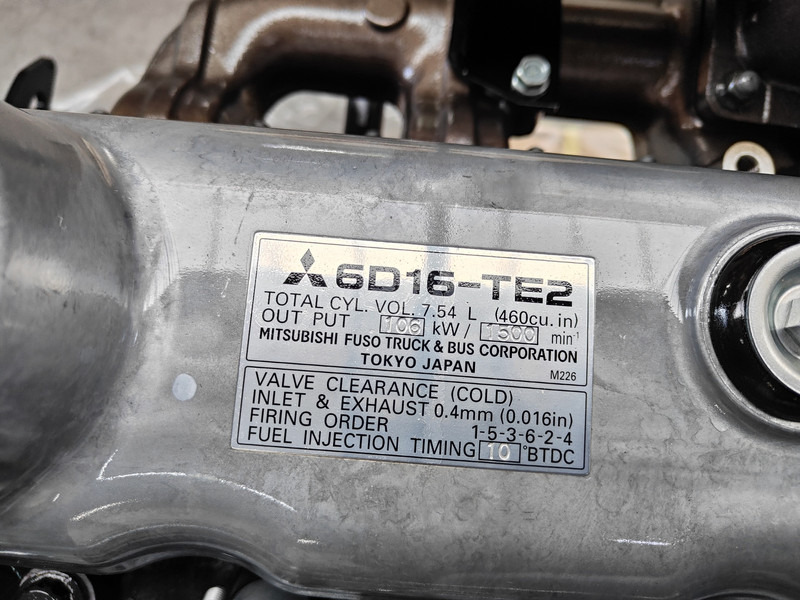 6D16-TE2
TOTAL CYL. VOL. 7.54 L (460cu.in)
OUT PUT 106 kW / 1500 min⁻¹
MITSUBISHI FUSO TRUCK & BUS CORPORATION
TOKYO JAPAN
M226
VALVE CLEARANCE (COLD)
INLET & EXHAUST 0.4mm (0.016in)
FIRING ORDER 1-5-3-6-2-4
FUEL INJECTION TIMING 10 °BTDC